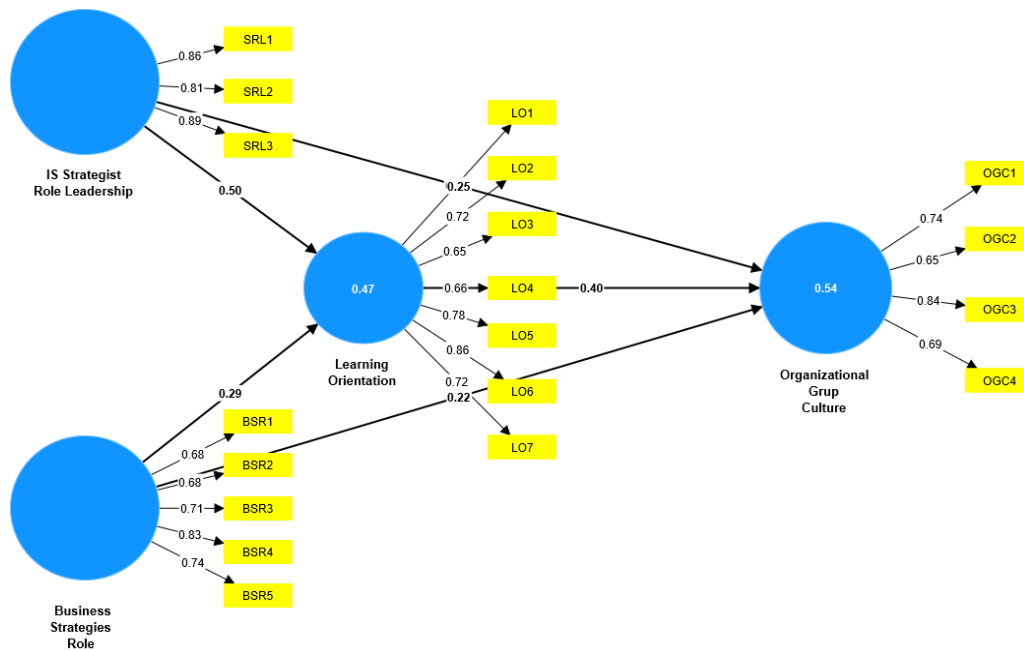 SRL1
0.86
SRL2
0.81
SRL3
0.89
IS Strategist
Role Leadership
0.50
0.25
LO1
LO2
0.72
LO3
0.65
LO4
0.66
0.40
LO5
0.78
LO6
0.86
LO7
0.72
0.47
Learning
Orientation
0.29
0.22
BSR1
0.68
BSR2
0.68
BSR3
0.71
BSR4
0.83
BSR5
0.74
Business
Strategies
Role
0.54
Organizational
Grup
Culture
OGC1
0.74
OGC2
0.65
OGC3
0.84
OGC4
0.69